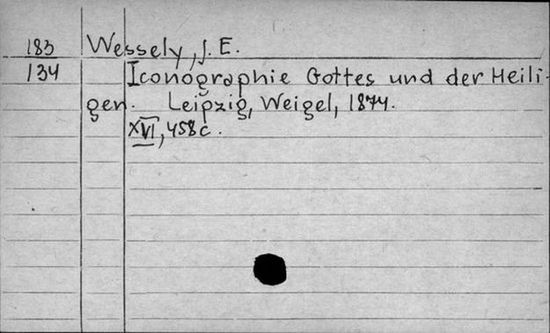 183 Wessely, J. E.
134 Iconographie Gottes und der Heili-
gen. Leipzig, Weigel, 1874.
XVI, 458 c.